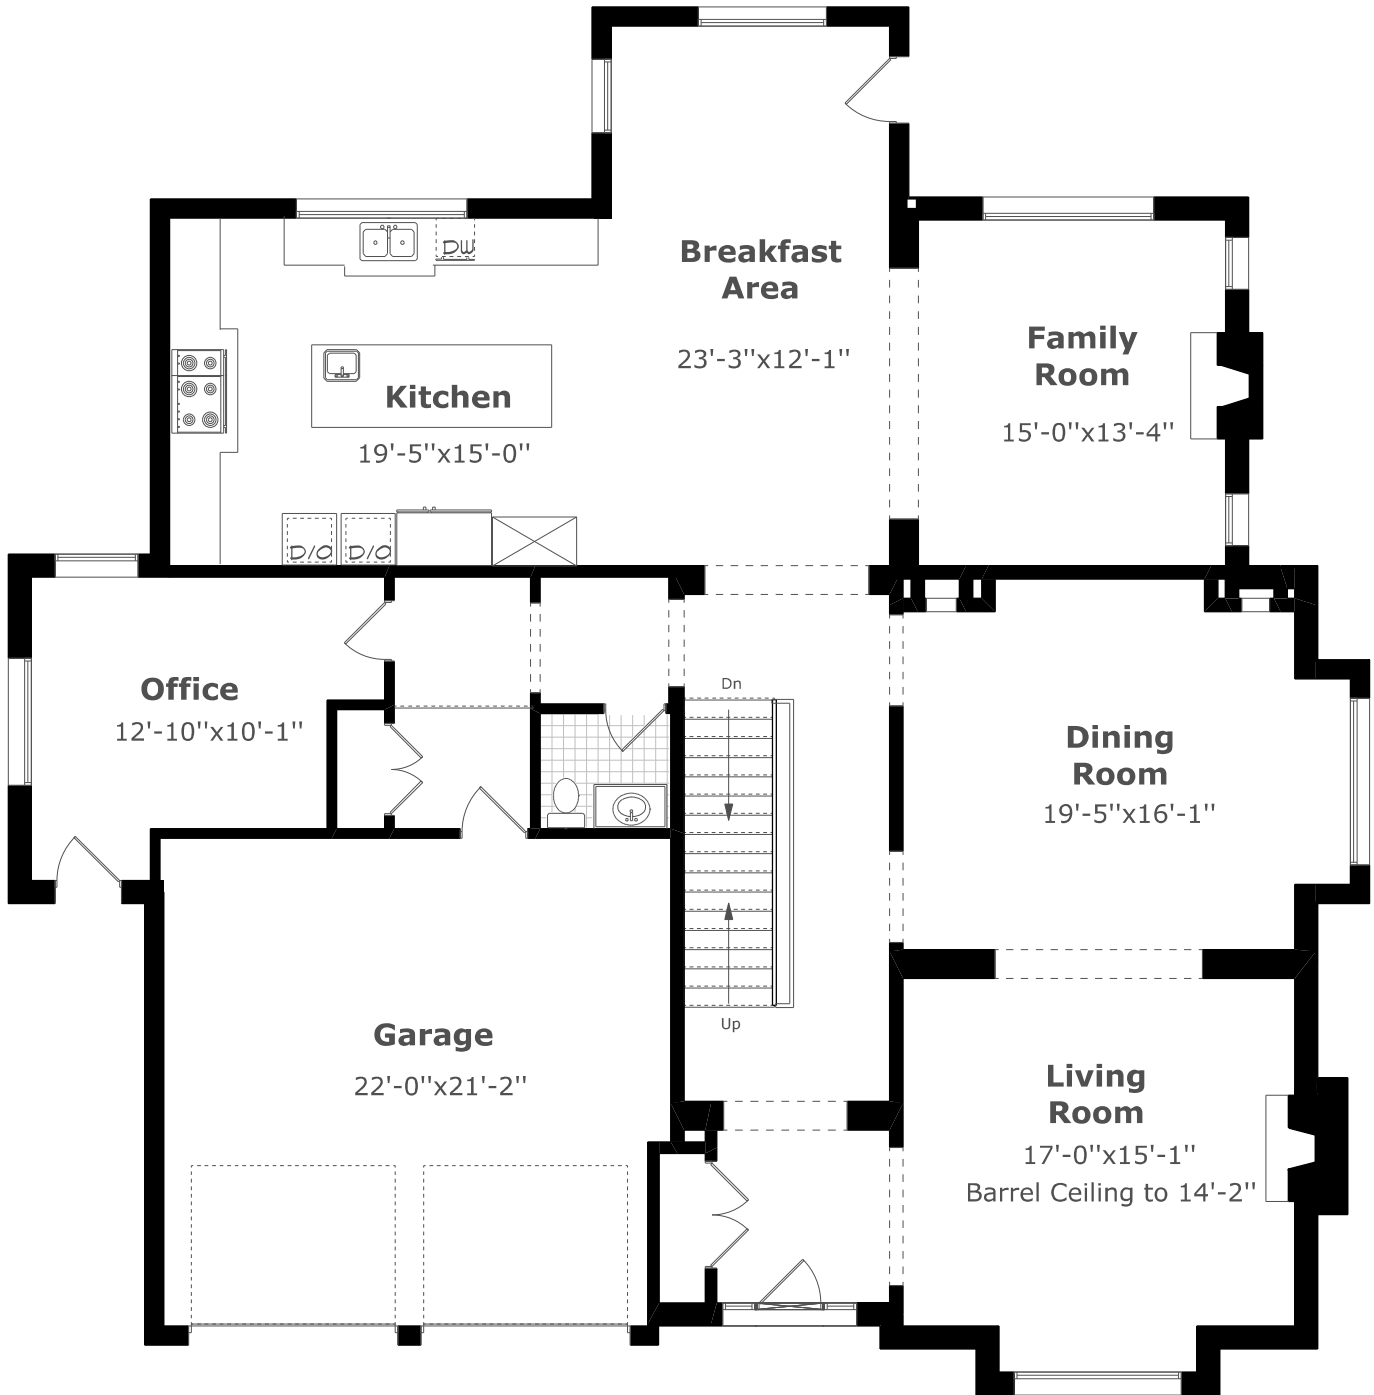 Breakfast
Area
23'-3"x12'-1"
DW
Family
Room
15'-0"x13'-4"
Kitchen
19'-5"x15'-0"
D/O
D/O
Office
12'-10"x10'-1"
Dn
Dining
Room
19'-5"x16'-1"
Up
Garage
22'-0"x21'-2"
Living
Room
17'-0"x15'-1"
Barrel Ceiling to 14'-2"